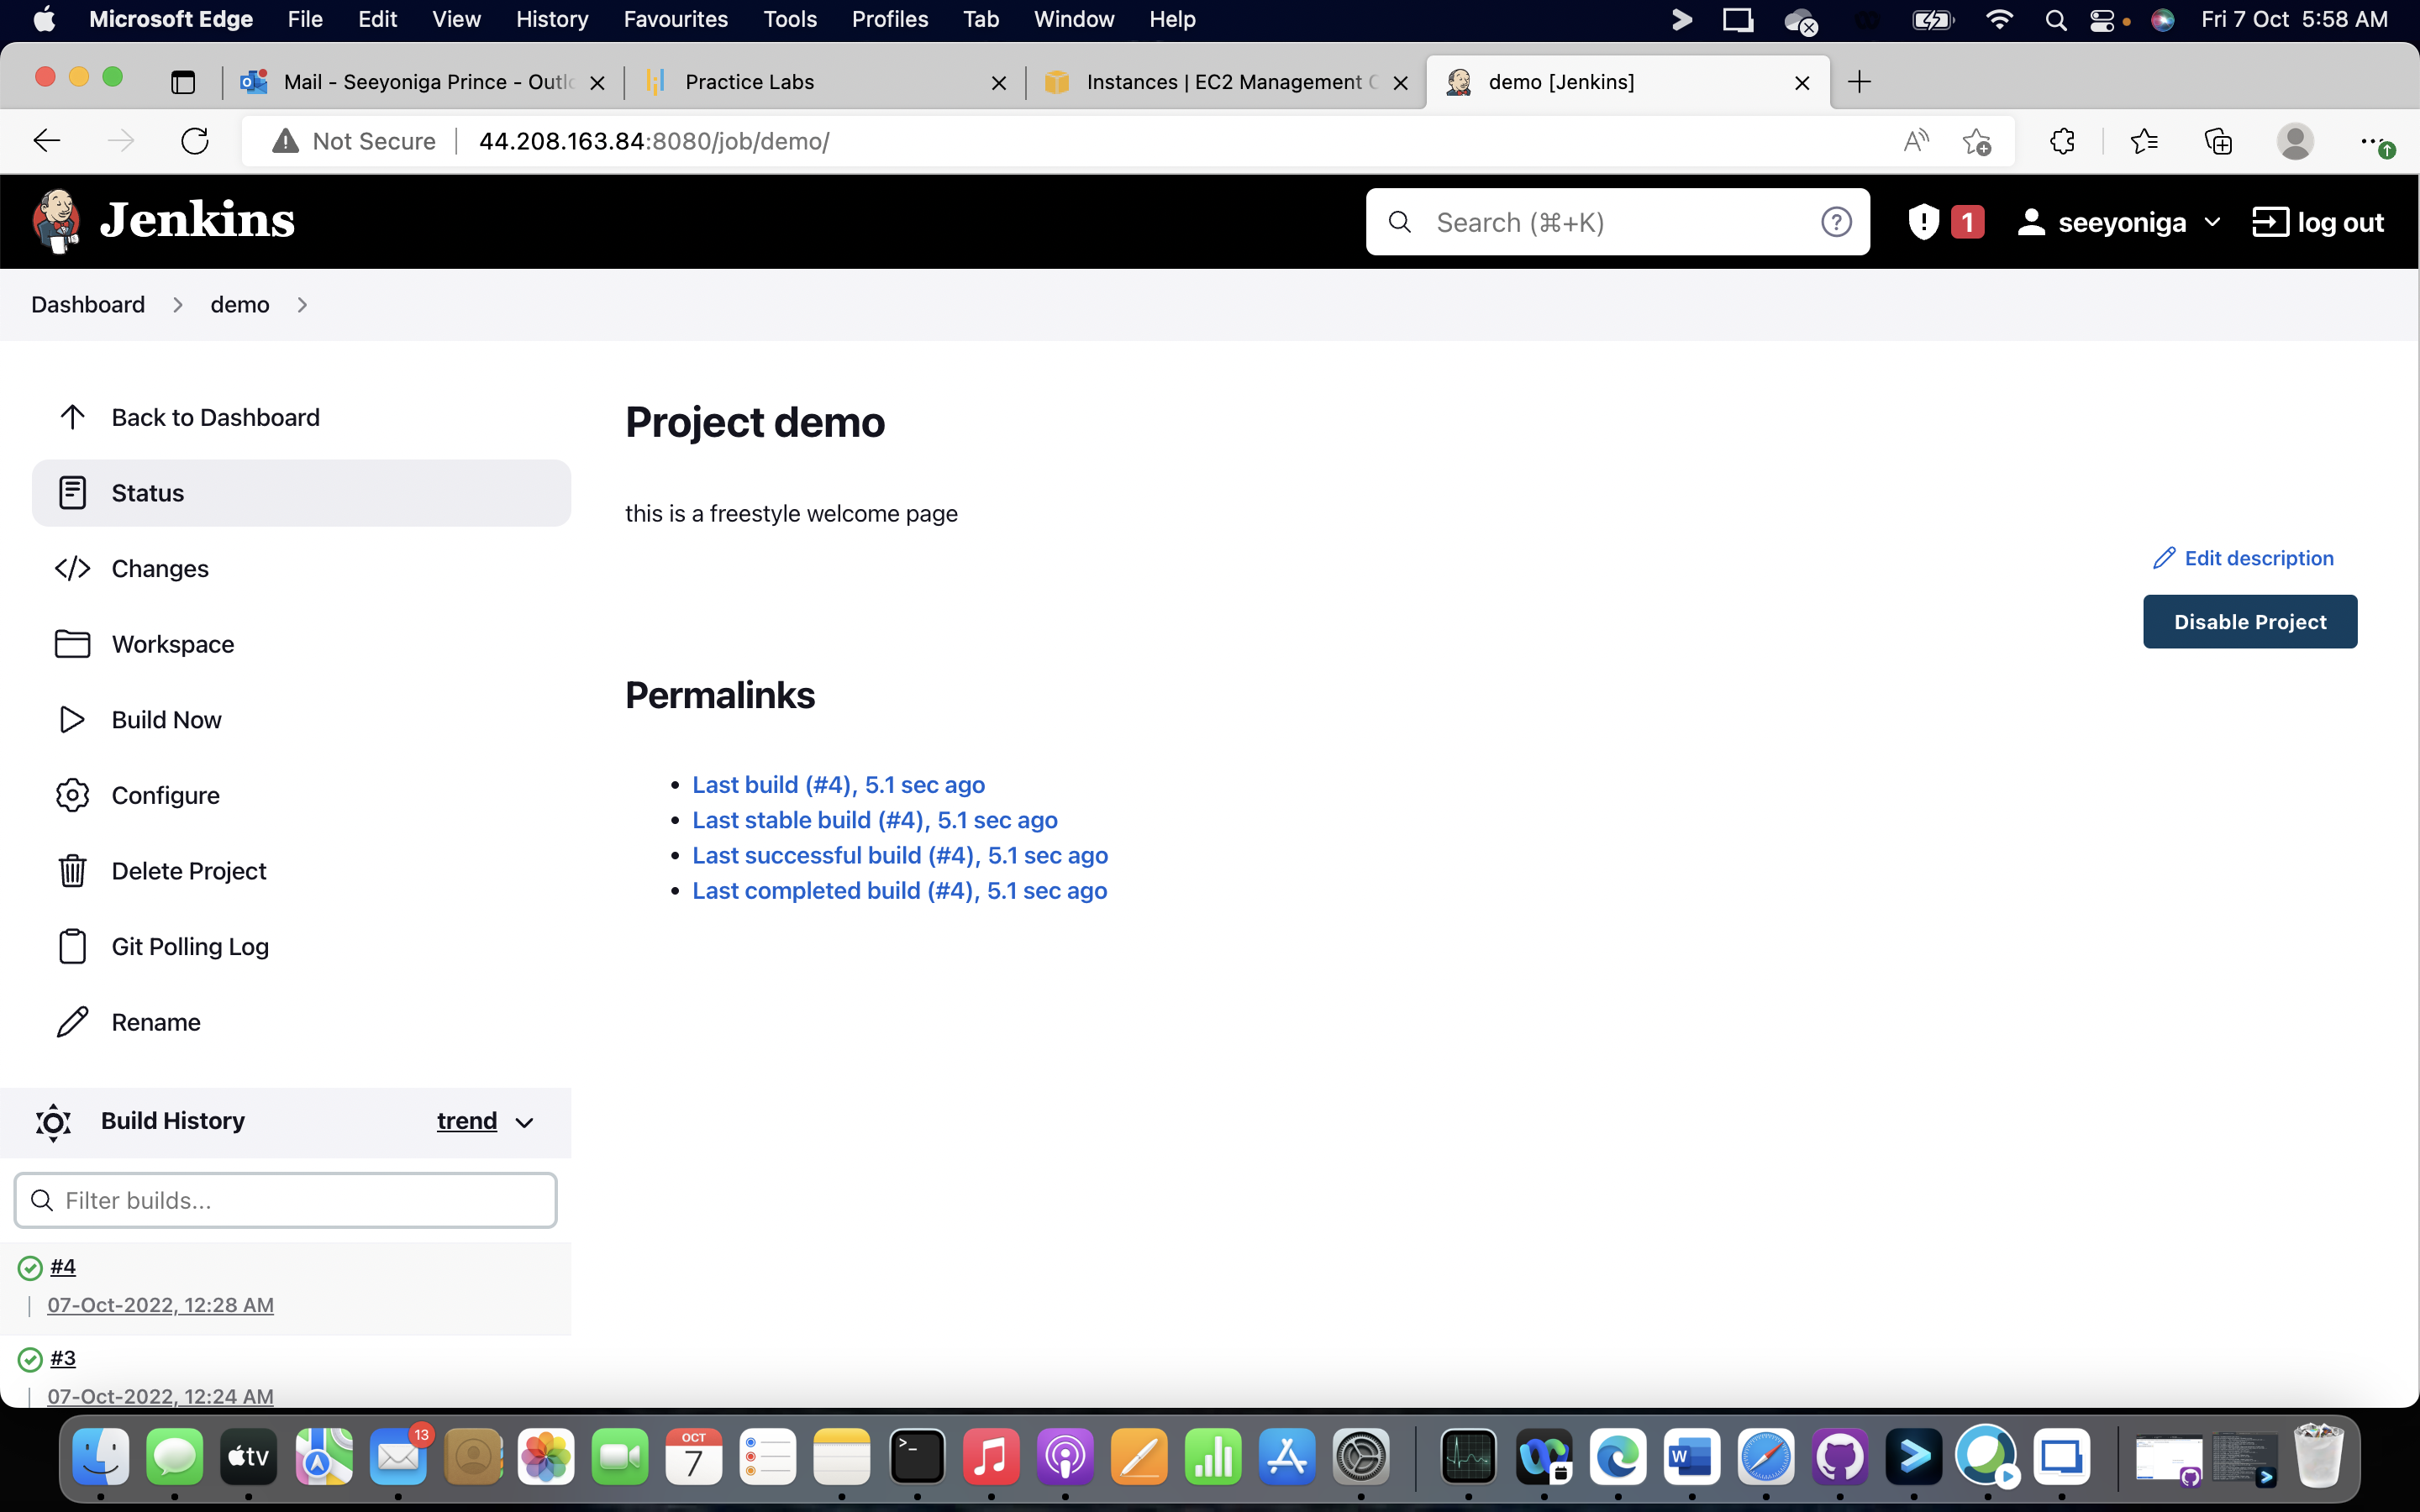 Microsoft Edge File Edit View History Favourites Tools Profiles Tab Window Help Fri 7 Oct 5:58 AM
Mail - Seeyoniga Prince - Outlo Practice Labs Instances | EC2 Management C demo [Jenkins]
Not Secure 44.208.163.84:8080/job/demo/
Jenkins Search (⌘+K) 1 seeyoniga log out
Dashboard demo
Back to Dashboard
Status
Changes
Workspace
Build Now
Configure
Delete Project
Git Polling Log
Rename
Build History trend
Filter builds...
#4
07-Oct-2022, 12:28 AM
#3
07-Oct-2022, 12:24 AM
Project demo
this is a freestyle welcome page
Edit description
Disable Project
Permalinks
Last build (#4), 5.1 sec ago
Last stable build (#4), 5.1 sec ago
Last successful build (#4), 5.1 sec ago
Last completed build (#4), 5.1 sec ago
tv
13
OCT
7
W